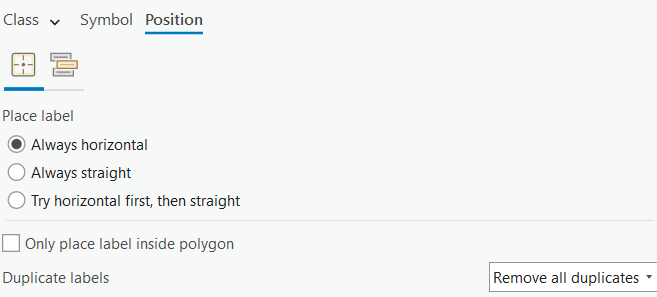 Class Symbol Position
Place label
Always horizontal
Always straight
Try horizontal first, then straight
Only place label inside polygon
Duplicate labels Remove all duplicates